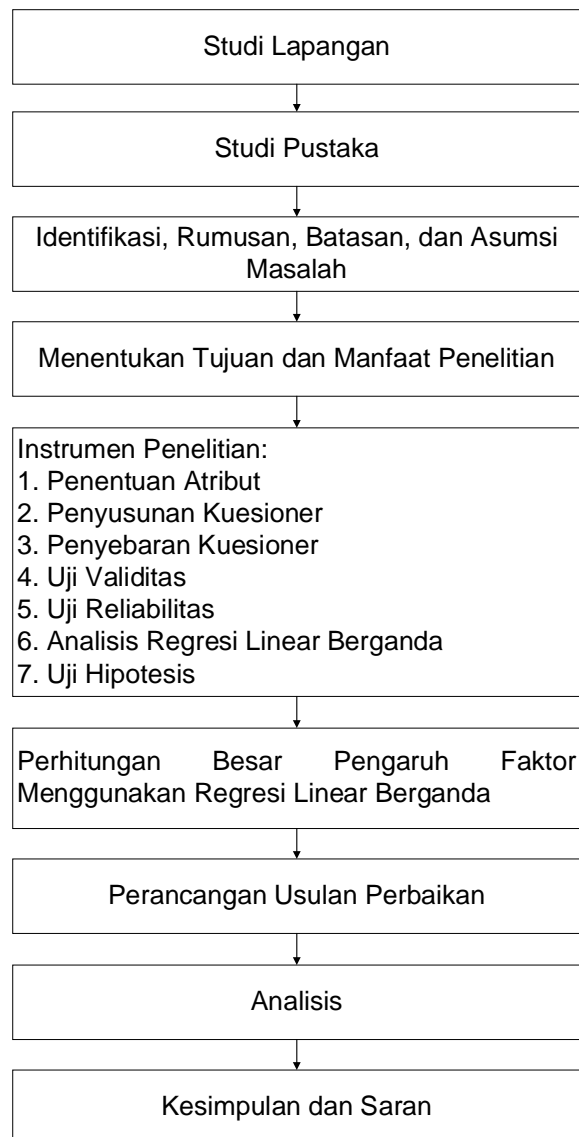 Studi Lapangan
Studi Pustaka
Identifikasi, Rumusan, Batasan, dan Asumsi
Masalah
Menentukan Tujuan dan Manfaat Penelitian
Instrumen Penelitian:
1. Penentuan Atribut
2. Penyusunan Kuesioner
3. Penyebaran Kuesioner
4. Uji Validitas
5. Uji Reliabilitas
6. Analisis Regresi Linear Berganda
7. Uji Hipotesis
Perhitungan Besar Pengaruh Faktor
Menggunakan Regresi Linear Berganda
Perancangan Usulan Perbaikan
Analisis
Kesimpulan dan Saran